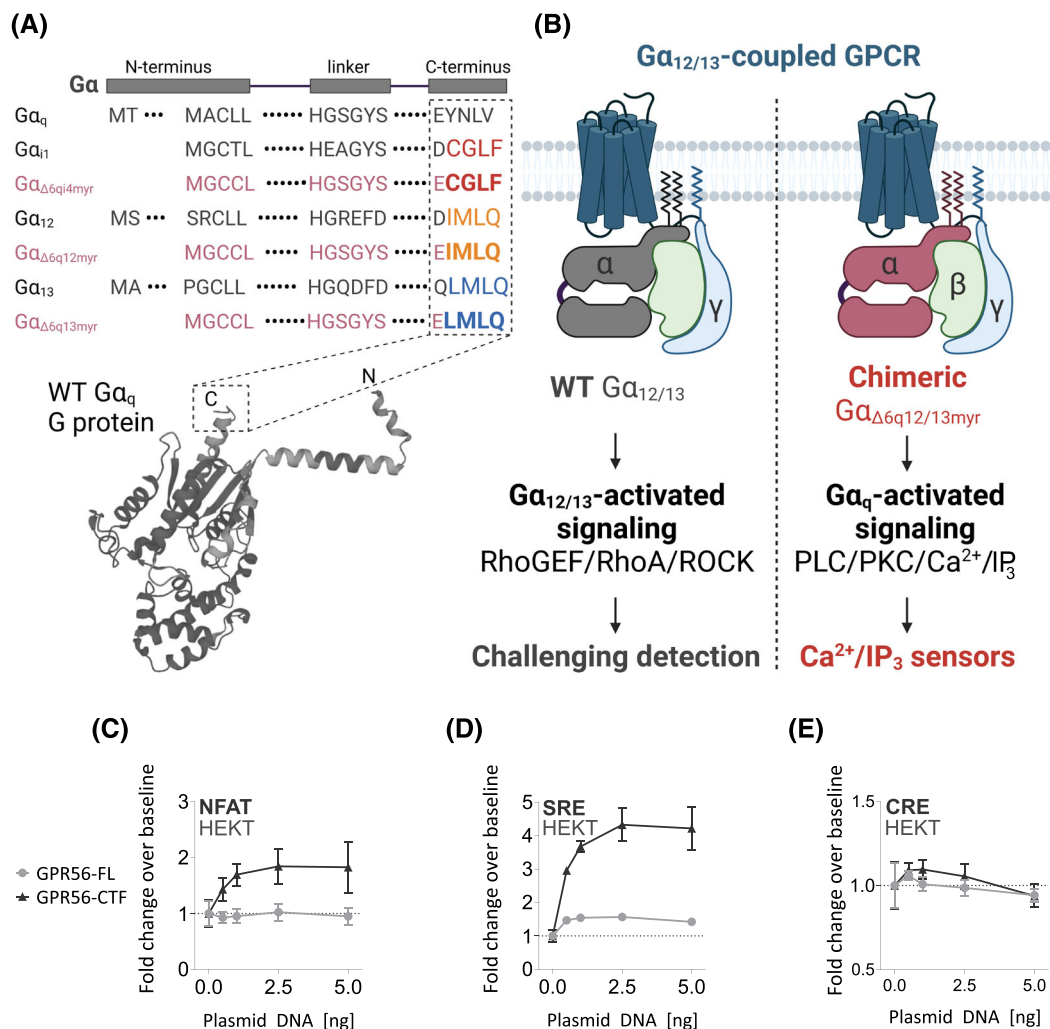 (A)
N-terminus linker C-terminus
Gα
Gαq MT ••• MACLL •••••• HGSGYS ••••• EYNLV
Gαi1 MGCTL •••••• HEAGYS ••••• DCGLF
GαΔ6qi4myr MGCCL •••••• HGSGYS ••••• ECGLF
Gα12 MS ••• SRCLL •••••• HGREFD ••••• DIMLQ
GαΔ6q12myr MGCCL •••••• HGSGYS ••••• EIMLQ
Gα13 MA ••• PGCLL •••••• HGQDFD ••••• QLMLQ
GαΔ6q13myr MGCCL •••••• HGSGYS ••••• ELMLQ
WT Gαq
G protein
C
N
(B)
Gα12/13-coupled GPCR
α
γ
α
β
γ
WT Gα12/13
Gα12/13-activated
signaling
RhoGEF/RhoA/ROCK
Challenging detection
Chimeric
GαΔ6q12/13myr
Gαq-activated
signaling
PLC/PKC/Ca²⁺/IP3
Ca²⁺/IP₃ sensors
(C)
Fold change over baseline
NFAT
HEKT
3
2
1
0
0.0 2.5 5.0
Plasmid DNA [ng]
GPR56-FL
GPR56-CTF
(D)
Fold change over baseline
SRE
HEKT
5
4
3
2
1
0
0.0 2.5 5.0
Plasmid DNA [ng]
(E)
Fold change over baseline
CRE
HEKT
1.5
1.0
0.5
0.0 2.5 5.0
Plasmid DNA [ng]